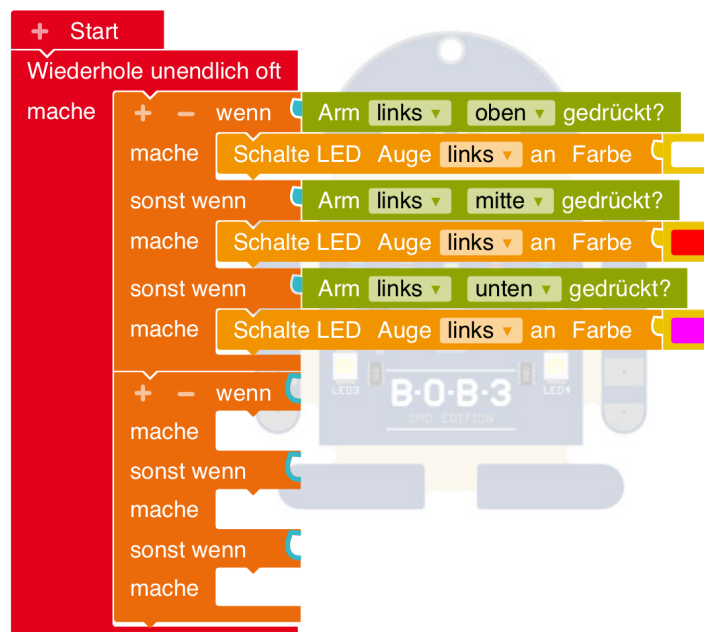 + Start
Wiederhole unendlich oft
mache + − wenn Arm links ▾ oben ▾ gedrückt?
mache Schalte LED Auge links ▾ an Farbe
sonst wenn Arm links ▾ mitte ▾ gedrückt?
mache Schalte LED Auge links ▾ an Farbe
sonst wenn Arm links ▾ unten ▾ gedrückt?
mache Schalte LED Auge links ▾ an Farbe
+ − wenn
LED3 B·O·B·3 LED4
SMD EDITION
mache
sonst wenn
mache
sonst wenn
mache